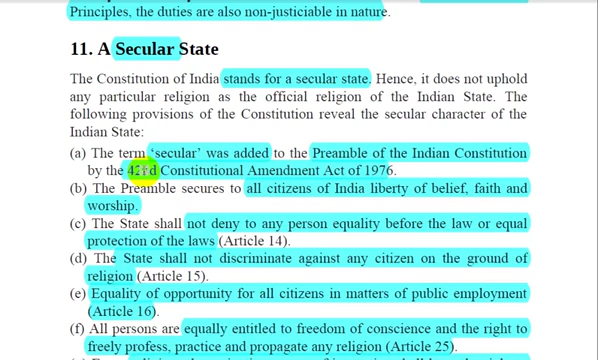 Principles, the duties are also non-justiciable in nature.
11. A Secular State
The Constitution of India stands for a secular state. Hence, it does not uphold
any particular religion as the official religion of the Indian State. The
following provisions of the Constitution reveal the secular character of the
Indian State:
(a) The term ‘secular’ was added to the Preamble of the Indian Constitution
by the 42nd Constitutional Amendment Act of 1976.
(b) The Preamble secures to all citizens of India liberty of belief, faith and
worship.
(c) The State shall not deny to any person equality before the law or equal
protection of the laws (Article 14).
(d) The State shall not discriminate against any citizen on the ground of
religion (Article 15).
(e) Equality of opportunity for all citizens in matters of public employment
(Article 16).
(f) All persons are equally entitled to freedom of conscience and the right to
freely profess, practice and propagate any religion (Article 25).